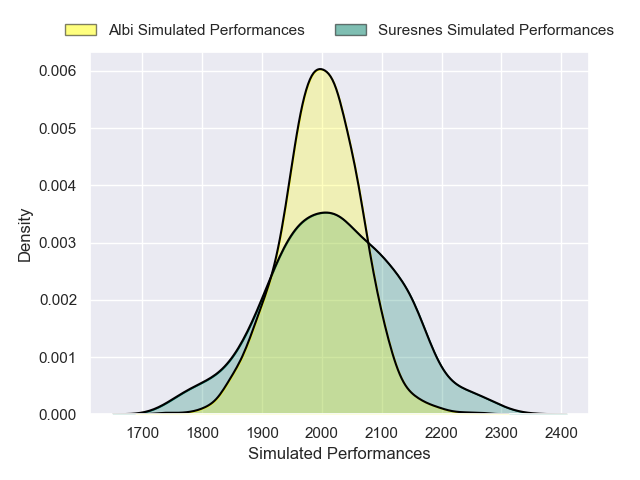 Albi Simulated Performances Suresnes Simulated Performances
0.006
0.005
0.004
0.003
0.002
0.001
0.000
Density
1700 1800 1900 2000 2100 2200 2300 2400
Simulated Performances